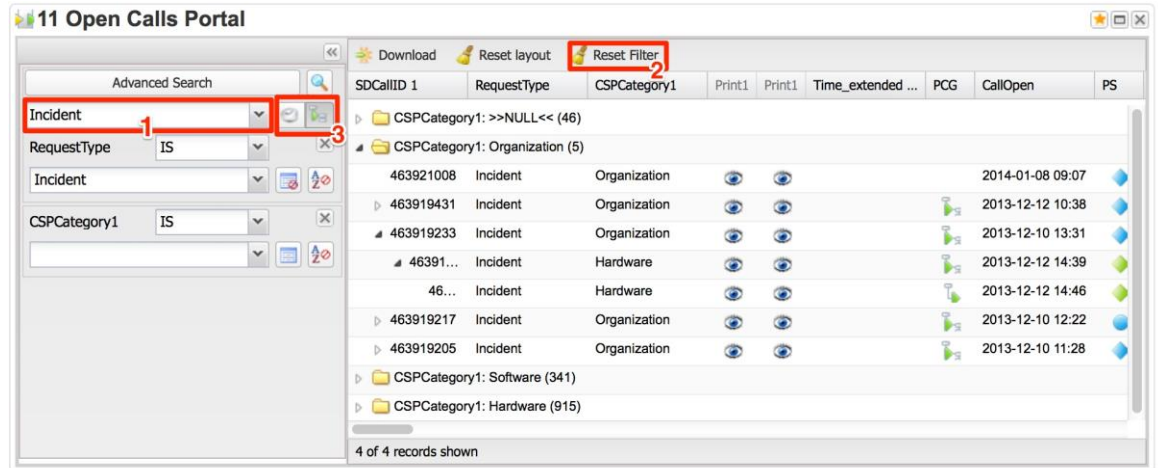 11 Open Calls Portal
Advanced Search
Incident
1
3
RequestType IS
Incident
CSPCategory1 IS
Download Reset layout Reset Filter
2
SDCallID 1 RequestType CSPCategory1 Print1 Print1 Time_extended ... PCG CallOpen PS
CSPCategory1: >>NULL<< (46)
CSPCategory1: Organization (5)
463921008 Incident Organization 2014-01-08 09:07
463919431 Incident Organization 2013-12-12 10:38
463919233 Incident Organization 2013-12-10 13:31
46391... Incident Hardware 2013-12-12 14:39
46... Incident Hardware 2013-12-12 14:46
463919217 Incident Organization 2013-12-10 12:22
463919205 Incident Organization 2013-12-10 11:28
CSPCategory1: Software (341)
CSPCategory1: Hardware (915)
4 of 4 records shown